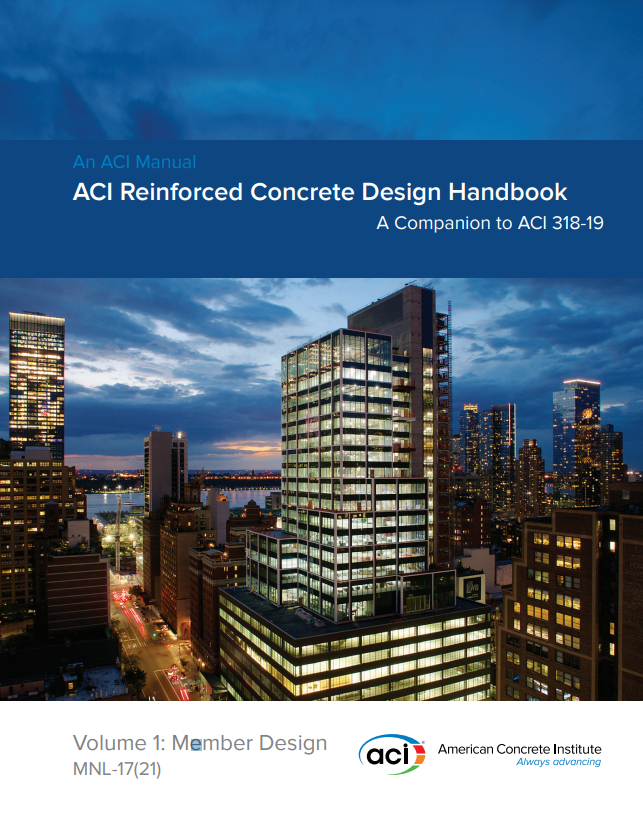 An ACI Manual
ACI Reinforced Concrete Design Handbook
A Companion to ACI 318-19
Volume 1: Member Design
MNL-17(21)
aci
American Concrete Institute
Always advancing